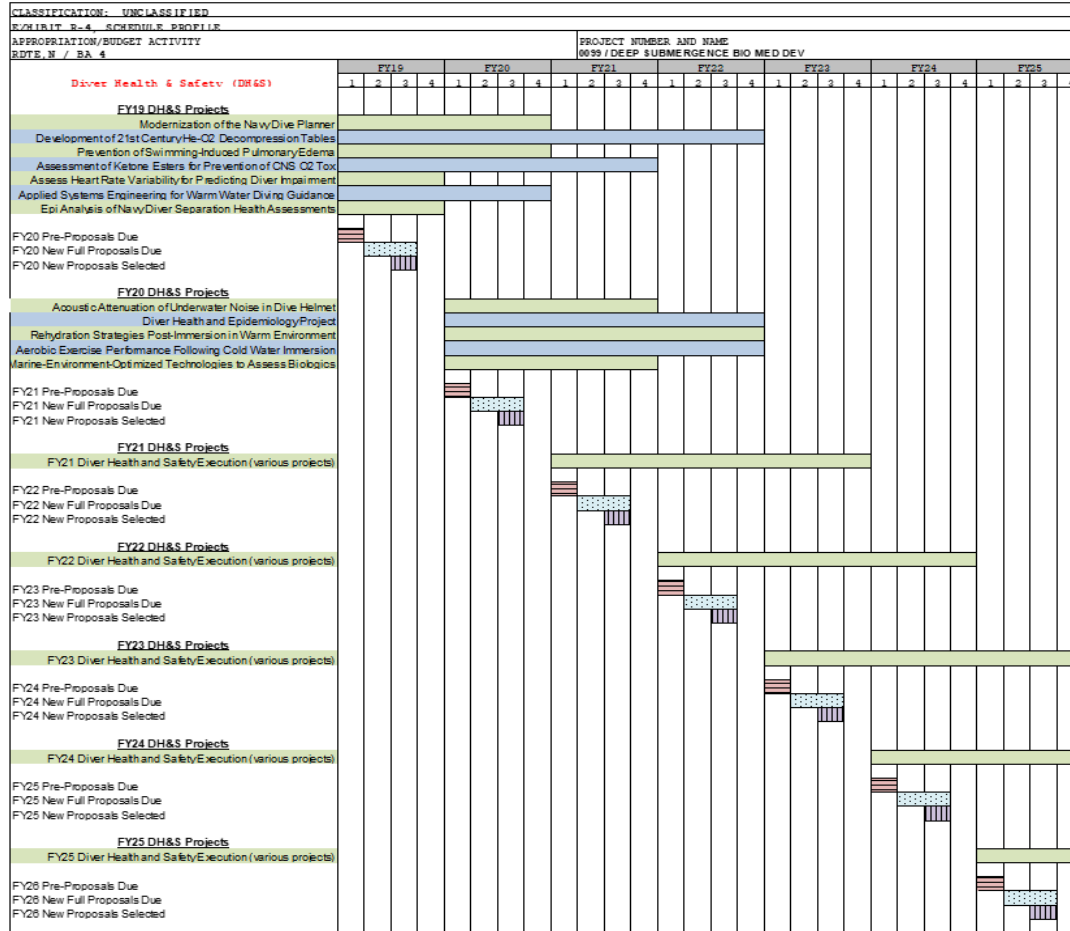 CLASSIFICATION: UNCLASSIFIED
EXHIBIT R-4, SCHEDULE PROFILE
APPROPRIATION/BUDGET ACTIVITY PROJECT NUMBER AND NAME
RDTE,N / BA 4 0099 / DEEP SUBMERGENCE BIO MED DEV
FY19 FY20 FY21 FY22 FY23 FY24 FY25
Diver Health & Safety (DH&S) 1 2 3 4 1 2 3 4 1 2 3 4 1 2 3 4 1 2 3 4 1 2 3 4 1 2 3
FY19 DH&S Projects
Modernization of the Navy Dive Planner
Development of 21st Century He-O2 Decompression Tables
Prevention of Swimming-Induced Pulmonary Edema
Assessment of Ketone Esters for Prevention of CNS O2 Tox
Assess Heart Rate Variability for Predicting Diver Impairment
Applied Systems Engineering for Warm Water Diving Guidance
Epi Analysis of Navy Diver Separation Health Assessments
FY20 Pre-Proposals Due
FY20 New Full Proposals Due
FY20 New Proposals Selected
FY20 DH&S Projects
Acoustic Attenuation of Underwater Noise in Dive Helmet
Diver Health and Epidemiology Project
Rehydration Strategies Post-Immersion in Warm Environment
Aerobic Exercise Performance Following Cold Water Immersion
Marine-Environment-Optimized Technologies to Assess Biologics
FY21 Pre-Proposals Due
FY21 New Full Proposals Due
FY21 New Proposals Selected
FY21 DH&S Projects
FY21 Diver Health and Safety Execution (various projects)
FY22 Pre-Proposals Due
FY22 New Full Proposals Due
FY22 New Proposals Selected
FY22 DH&S Projects
FY22 Diver Health and Safety Execution (various projects)
FY23 Pre-Proposals Due
FY23 New Full Proposals Due
FY23 New Proposals Selected
FY23 DH&S Projects
FY23 Diver Health and Safety Execution (various projects)
FY24 Pre-Proposals Due
FY24 New Full Proposals Due
FY24 New Proposals Selected
FY24 DH&S Projects
FY24 Diver Health and Safety Execution (various projects)
FY25 Pre-Proposals Due
FY25 New Full Proposals Due
FY25 New Proposals Selected
FY25 DH&S Projects
FY25 Diver Health and Safety Execution (various projects)
FY26 Pre-Proposals Due
FY26 New Full Proposals Due
FY26 New Proposals Selected